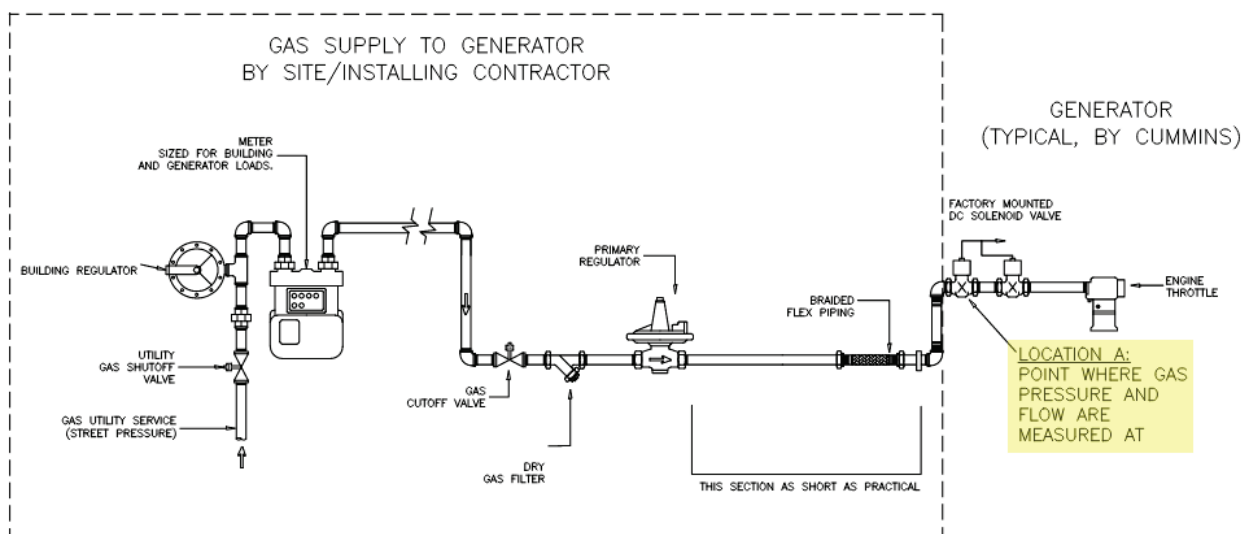 GAS SUPPLY TO GENERATOR
BY SITE/INSTALLING CONTRACTOR
GENERATOR
(TYPICAL, BY CUMMINS)
METER
SIZED FOR BUILDING
AND GENERATOR LOADS.
FACTORY MOUNTED
DC SOLENOID VALVE
BUILDING REGULATOR
PRIMARY
REGULATOR
BRAIDED
FLEX PIPING
ENGINE
THROTTLE
UTILITY
GAS SHUTOFF
VALVE
GAS
CUTOFF VALVE
LOCATION A:
POINT WHERE GAS
PRESSURE AND
FLOW ARE
MEASURED AT
GAS UTILITY SERVICE
(STREET PRESSURE)
DRY
GAS FILTER
THIS SECTION AS SHORT AS PRACTICAL